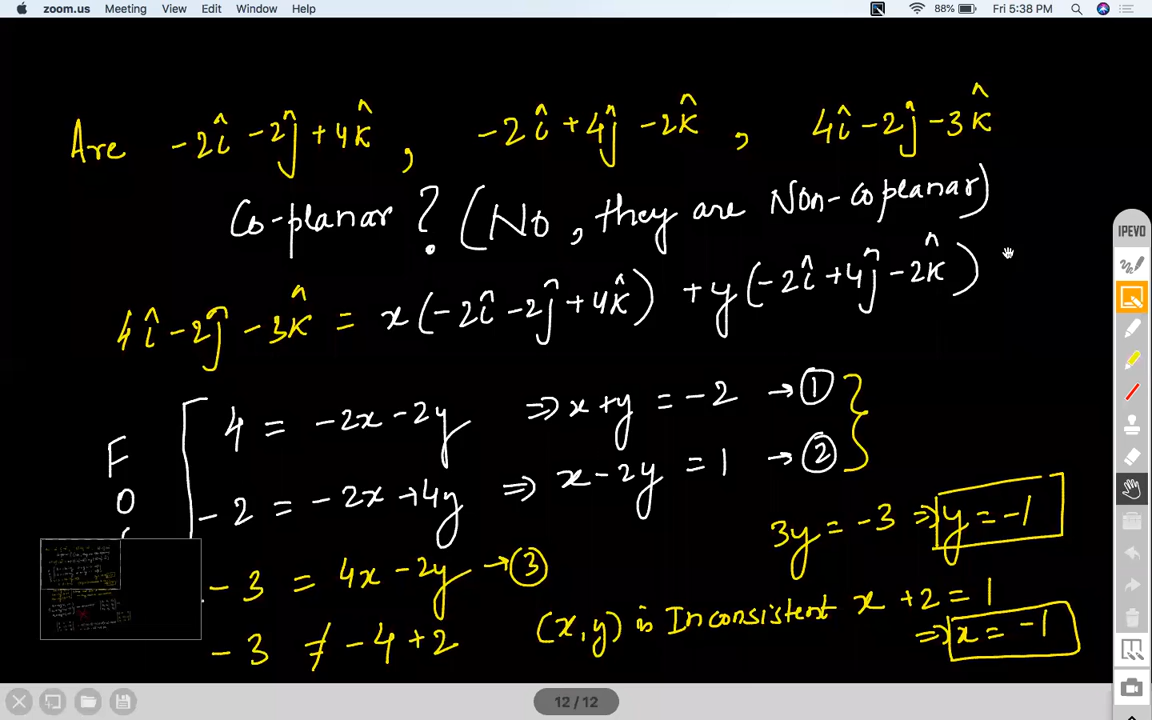 zoom.us Meeting View Edit Window Help 88% Fri 5:38 PM
Are -2î -2ĵ +4k̂ , -2î +4ĵ -2k̂ , 4î -2ĵ -3k̂
Co-planar ? (No, they are Non-coplanar)
4î -2ĵ -3k̂ = x(-2î -2ĵ +4k̂) + y(-2î +4ĵ -2k̂)
4 = -2x -2y ⇒ x+y = -2 → ①
-2 = -2x +4y ⇒ x-2y = 1 → ②
F
O
3y = -3 ⇒ y = -1
-3 = 4x -2y → ③
(x,y) is Inconsistent x +2 = 1
-3 ≠ -4 +2
⇒ x = -1
12 / 12
IPEVO